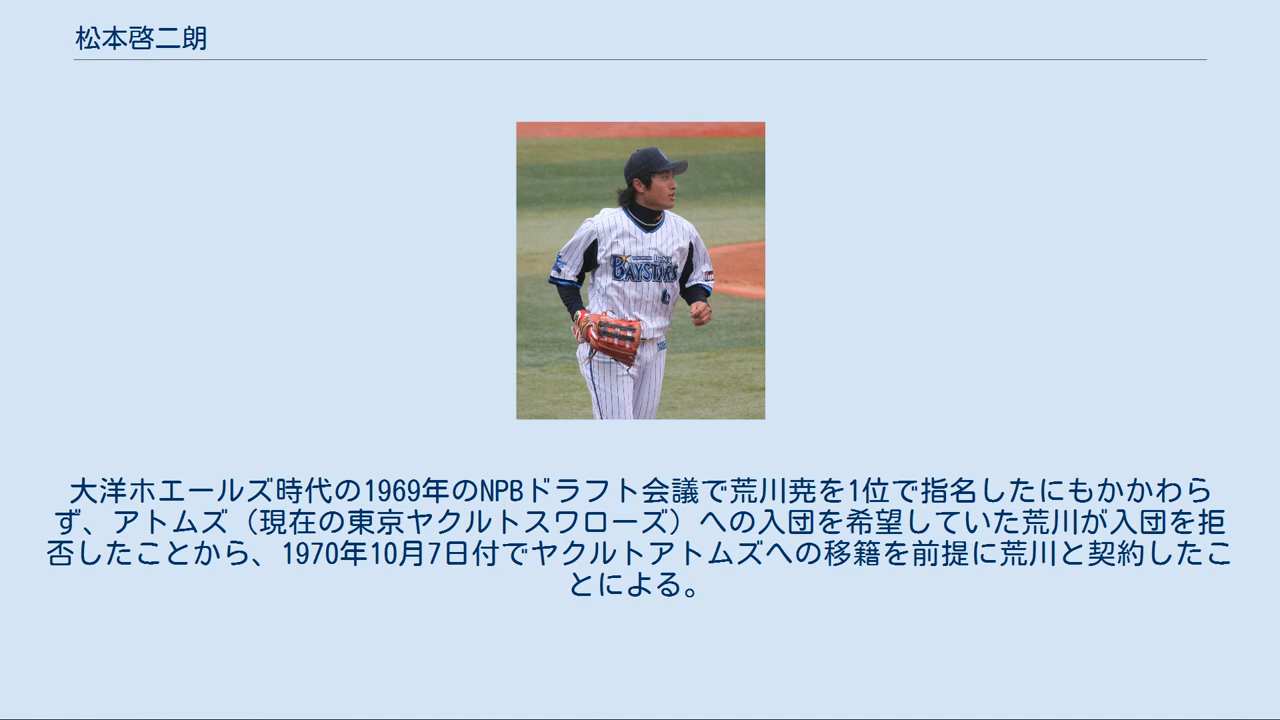 松本啓二朗
BAYSTARS
6
大洋ホエールズ時代の1969年のNPBドラフト会議で荒川尭を1位で指名したにもかかわら
ず、アトムズ（現在の東京ヤクルトスワローズ）への入団を希望していた荒川が入団を拒
否したことから、1970年10月7日付でヤクルトアトムズへの移籍を前提に荒川と契約したこ
とによる。